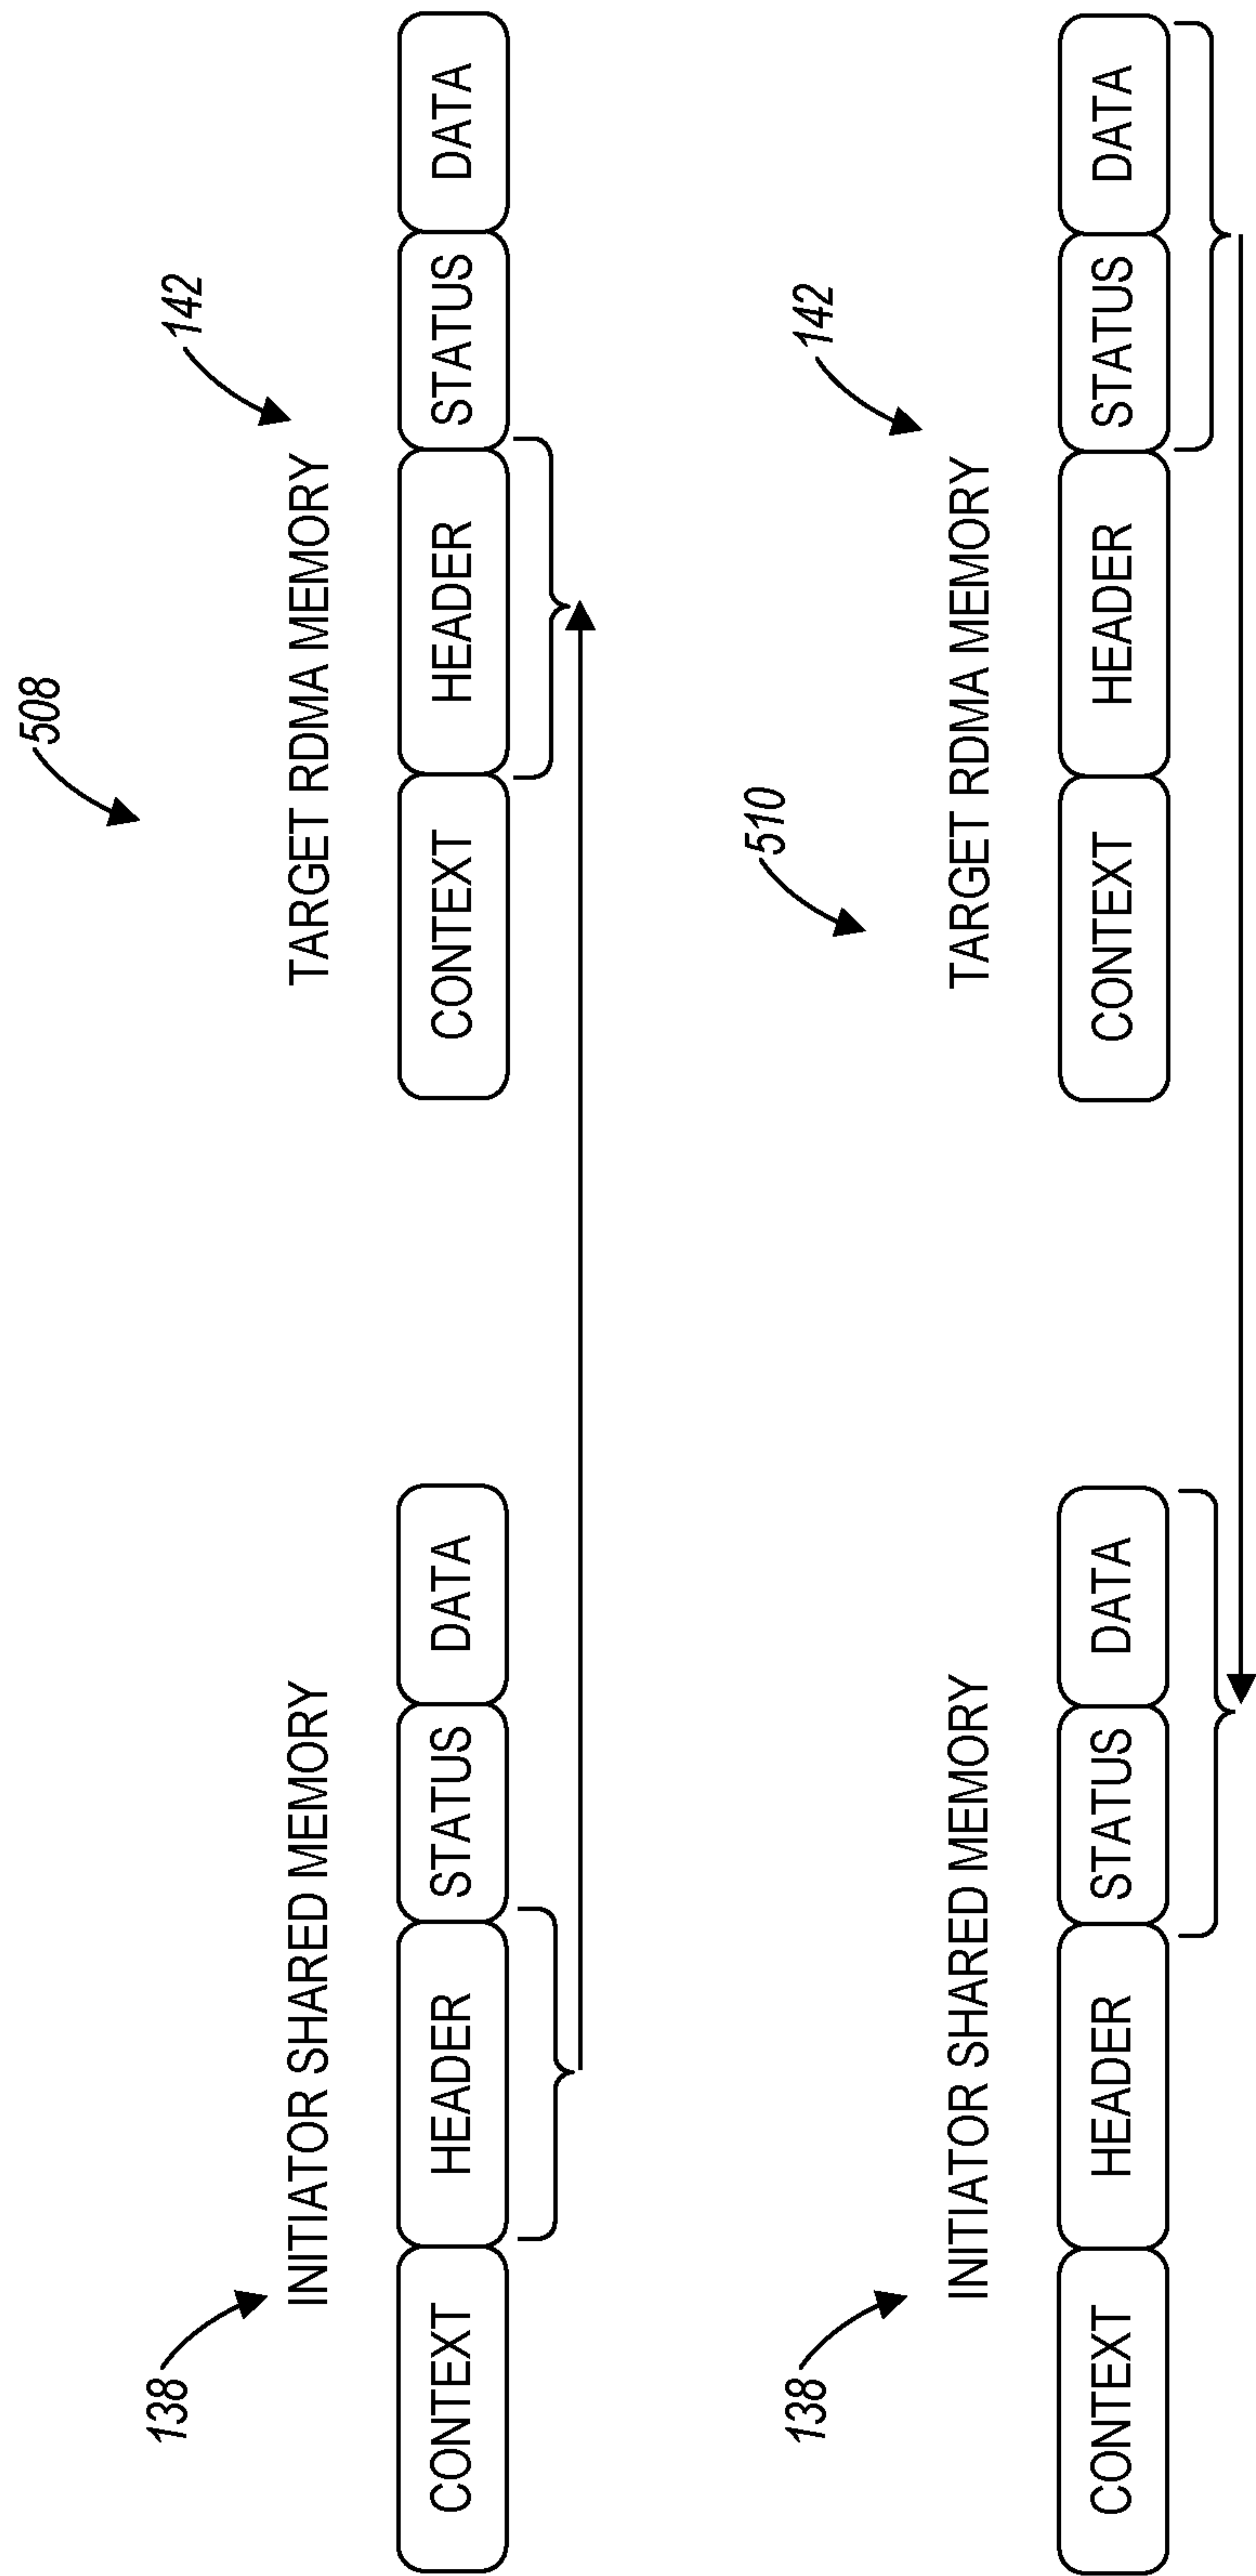 508
138
142
INITIATOR SHARED MEMORY
TARGET RDMA MEMORY
CONTEXT HEADER STATUS DATA
CONTEXT HEADER STATUS DATA
510
138
142
INITIATOR SHARED MEMORY
TARGET RDMA MEMORY
CONTEXT HEADER STATUS DATA
CONTEXT HEADER STATUS DATA